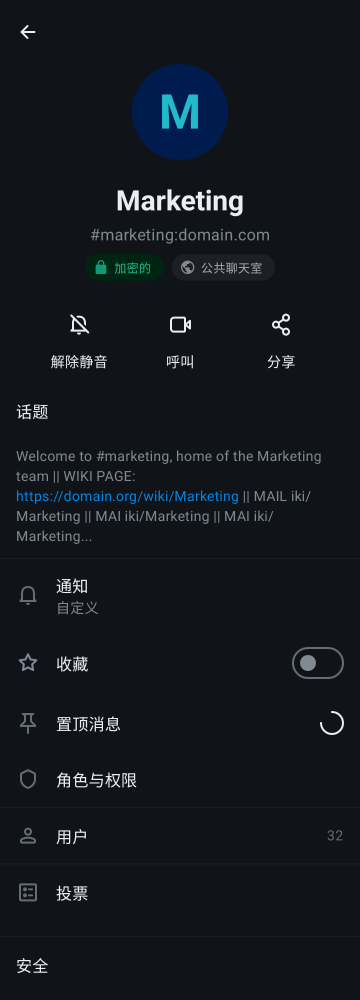 M
Marketing
#marketing:domain.com
加密的 公共聊天室
解除静音 呼叫 分享
话题
Welcome to #marketing, home of the Marketing
team || WIKI PAGE:
https://domain.org/wiki/Marketing || MAIL iki/
Marketing || MAI iki/Marketing || MAI iki/
Marketing...
通知
自定义
收藏
置顶消息
角色与权限
用户 32
投票
安全